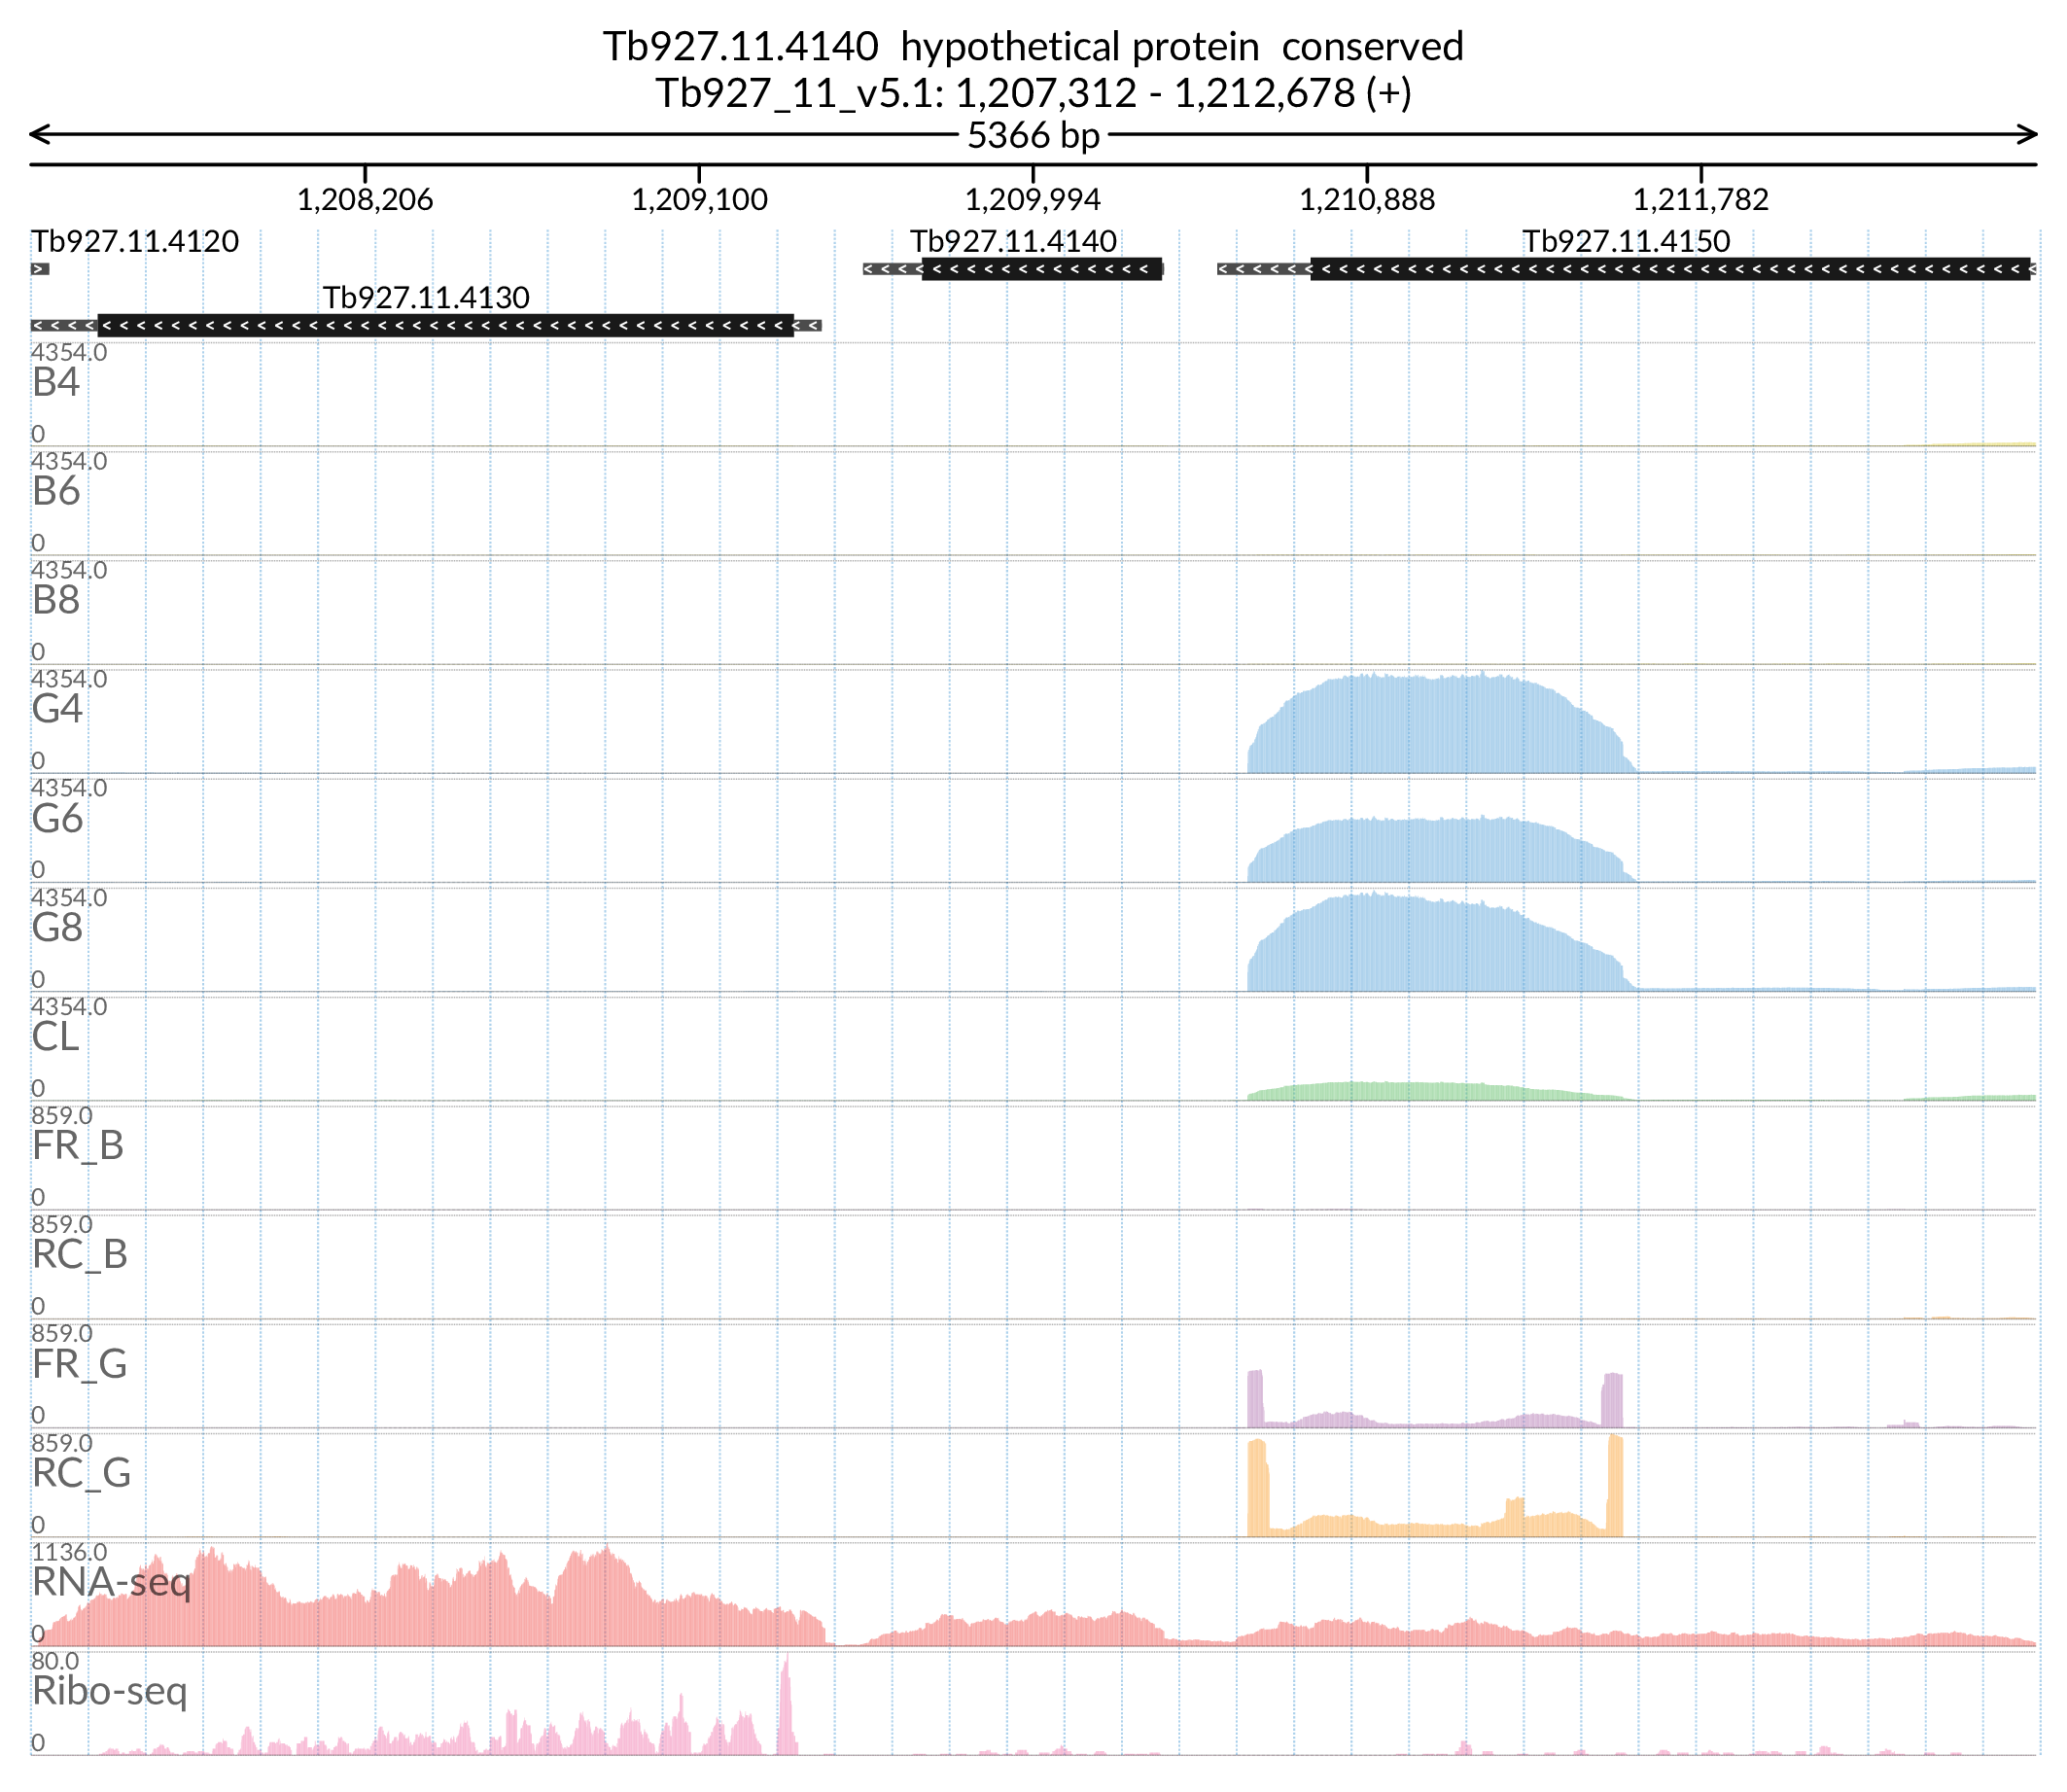 Tb927.11.4140  hypothetical protein  conserved
Tb927_11_v5.1: 1,207,312 - 1,212,678 (+)
5366 bp
1,208,206 1,209,100 1,209,994 1,210,888 1,211,782
Tb927.11.4120 Tb927.11.4140 Tb927.11.4150
Tb927.11.4130
4354.0
B4
0
4354.0
B6
0
4354.0
B8
0
4354.0
G4
0
4354.0
G6
0
4354.0
G8
0
4354.0
CL
0
859.0
FR_B
0
859.0
RC_B
0
859.0
FR_G
0
859.0
RC_G
0
1136.0
RNA-seq
0
80.0
Ribo-seq
0